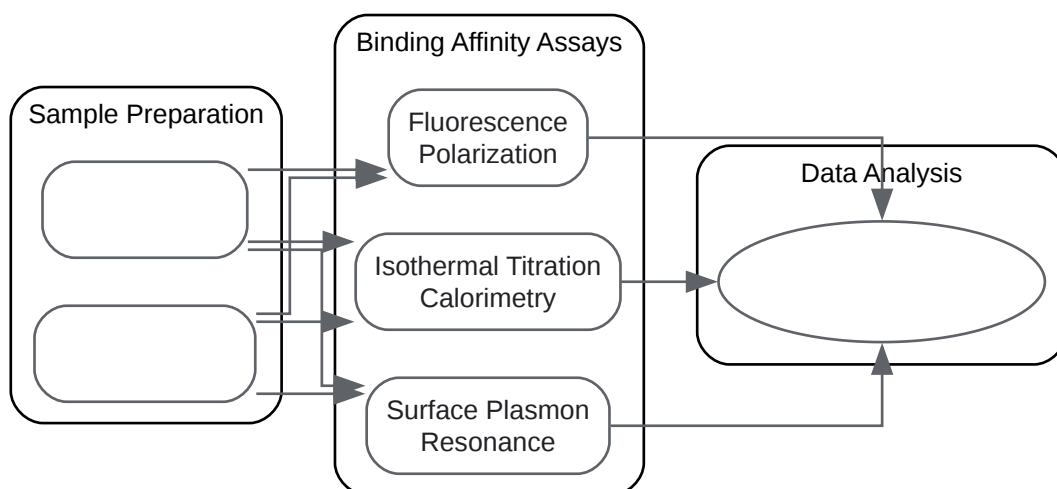 Binding Affinity Assays
Sample Preparation
Fluorescence
Polarization
Data Analysis
Isothermal Titration
Calorimetry
Surface Plasmon
Resonance